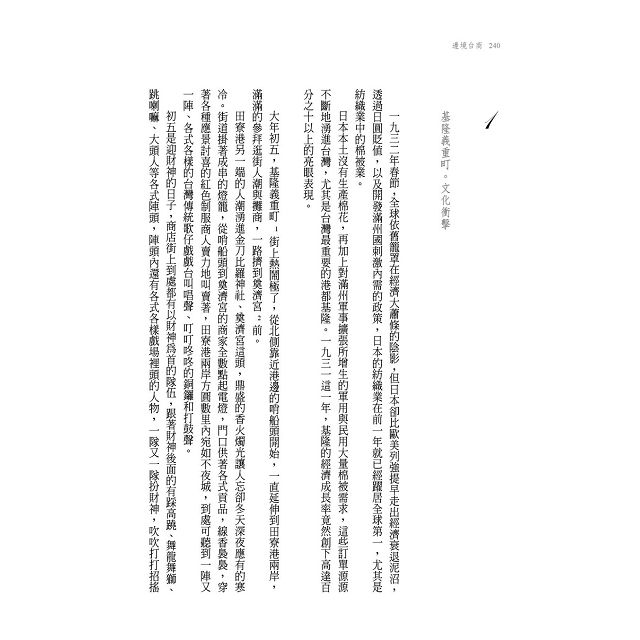 邊境台商 240
1
基隆義重町。文化衝擊
一九三二年春節，全球依舊籠罩在經濟大蕭條的陰影，但日本卻比歐美列強提早走出經濟衰退泥沼，
透過日圓貶值，以及開發滿州國刺激內需的政策，日本的紡織業在前一年就已經躍居全球第一，尤其是
紡織業中的棉被業。
日本本土沒有生產棉花，再加上對滿州軍事擴張所增生的軍用與民用大量棉被需求，這些訂單源源
不斷地湧進台灣，尤其是台灣最重要的港都基隆。一九三一這一年，基隆的經濟成長率竟然創下高達百
分之十以上的亮眼表現。
大年初五，基隆義重町 街上熱鬧極了，從北側靠近港邊的哨船頭開始，一直延伸到田寮港兩岸，
滿滿的參拜逛街人潮與攤商，一路擠到奠濟宮 前。
田寮港另一端的人潮湧進金刀比羅神社、奠濟宮這頭，鼎盛的香火燭光讓人忘卻冬天深夜應有的寒
冷。街道掛著成串的燈籠，從哨船頭到奠濟宮的商家全數點起電燈，門口供著各式貢品，線香裊裊，穿
著各種應景討喜的紅色制服商人賣力地叫賣著，田寮港兩岸方圓數里內宛如不夜城，到處可聽到一陣又
一陣、各式各樣的台灣傳統歌仔戲戲台叫唱聲、叮叮咚咚的銅鑼和打鼓聲。
初五是迎財神的日子，商店街上到處都有以財神為首的隊伍，跟著財神後面的有踩高蹺、舞龍舞獅、
跳喇嘛、大頭人等各式陣頭，陣頭內還有各式各樣戲場裡頭的人物，一隊又一隊扮財神，吹吹打打招搖